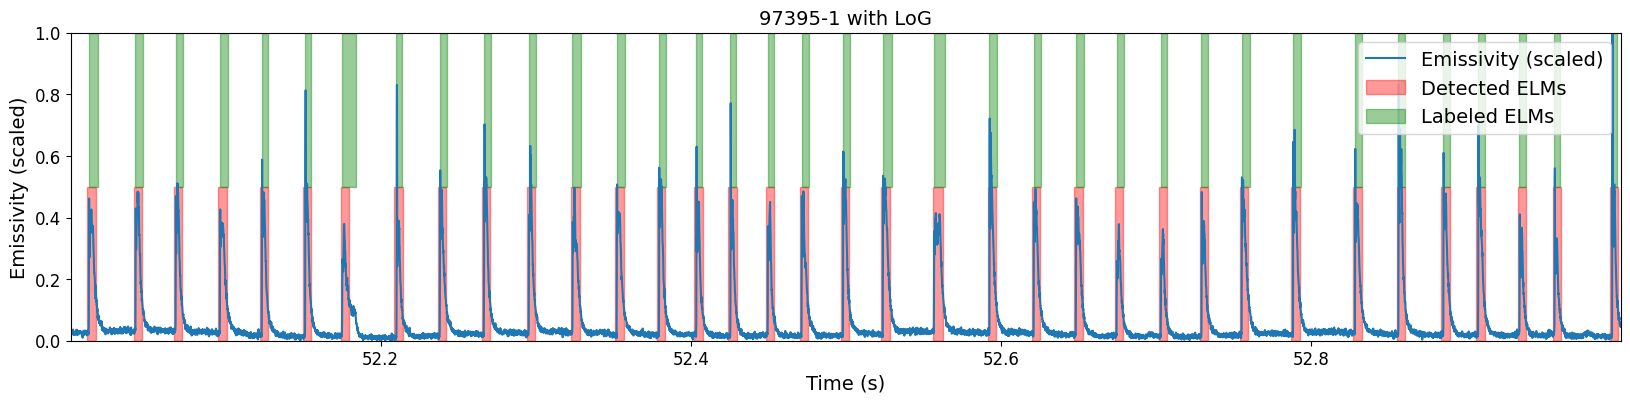 97395-1 with LoG
Emissivity (scaled)
1.0
0.8
0.6
0.4
0.2
0.0
Emissivity (scaled)
Detected ELMs
Labeled ELMs
52.2
52.4
52.6
52.8
Time (s)